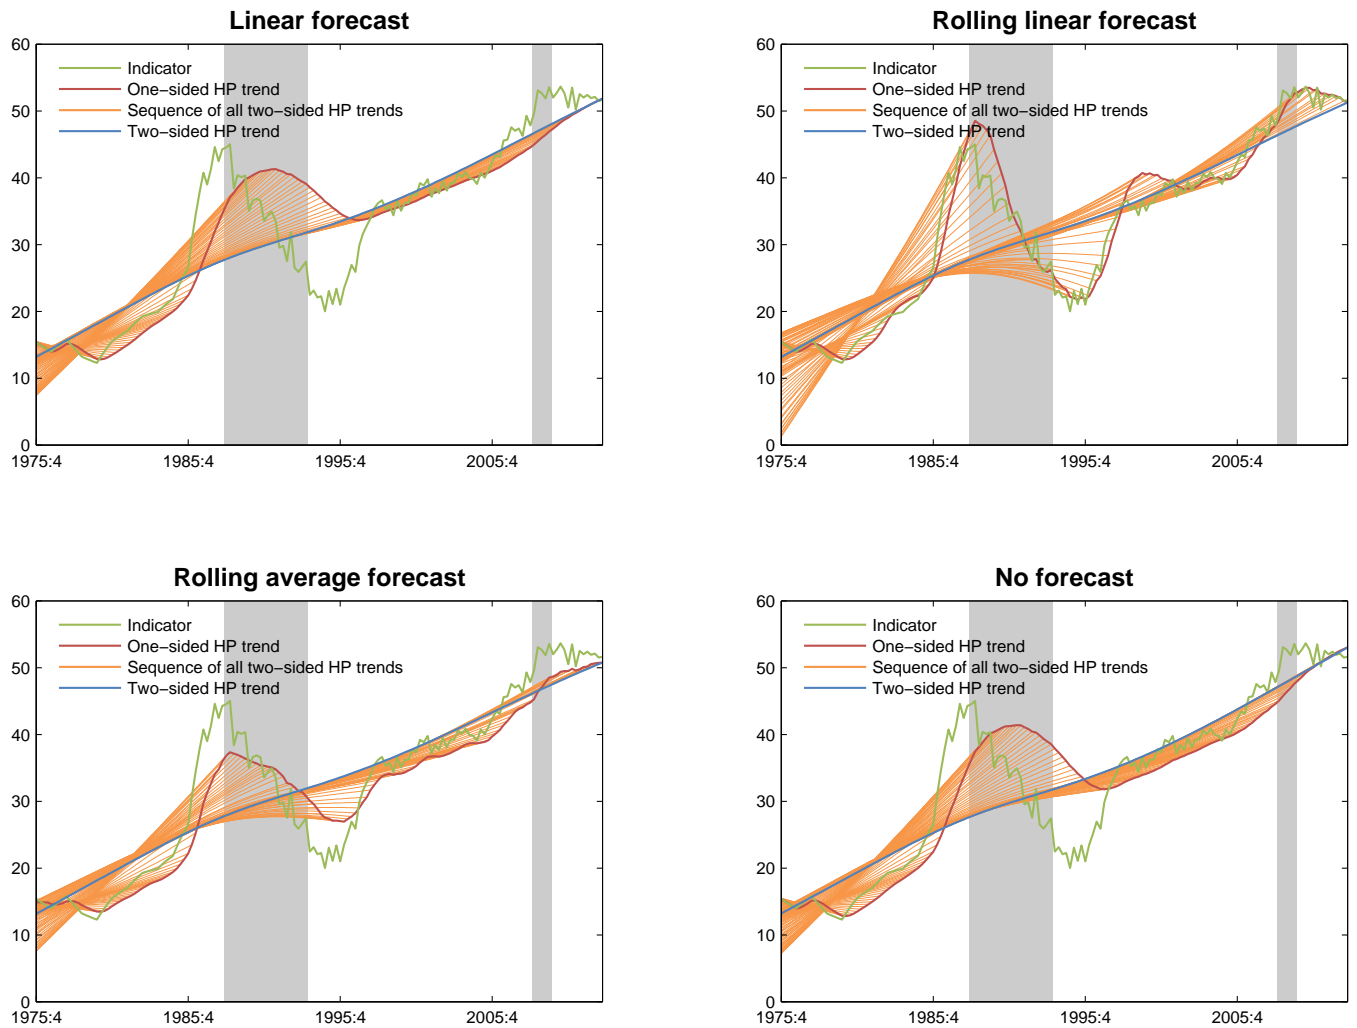 Linear forecast
60
50
40
30
20
10
0
Indicator
One−sided HP trend
Sequence of all two−sided HP trends
Two−sided HP trend
1975:4 1985:4 1995:4 2005:4
Rolling linear forecast
60
50
40
30
20
10
0
Indicator
One−sided HP trend
Sequence of all two−sided HP trends
Two−sided HP trend
1975:4 1985:4 1995:4 2005:4
Rolling average forecast
60
50
40
30
20
10
0
Indicator
One−sided HP trend
Sequence of all two−sided HP trends
Two−sided HP trend
1975:4 1985:4 1995:4 2005:4
No forecast
60
50
40
30
20
10
0
Indicator
One−sided HP trend
Sequence of all two−sided HP trends
Two−sided HP trend
1975:4 1985:4 1995:4 2005:4